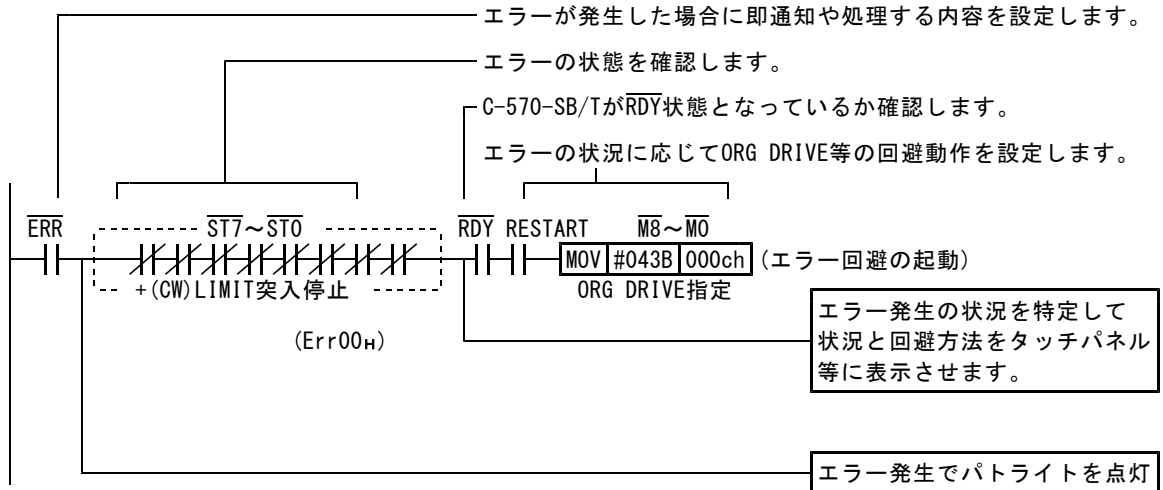 エラーが発生した場合に即通知や処理する内容を設定します。
エラーの状態を確認します。
C-570-SB/TがR̅D̅Y̅状態となっているか確認します。
エラーの状況に応じてORG DRIVE等の回避動作を設定します。
E̅R̅R̅ S̅T̅7̅～S̅T̅0̅ R̅D̅Y̅ RESTART M̅8̅～M̅0̅
MOV #043B 000ch (エラー回避の起動)
+(CW)LIMIT突入停止 ORG DRIVE指定
(Err00H)
エラー発生の状況を特定して
状況と回避方法をタッチパネル
等に表示させます。
エラー発生でパトライトを点灯